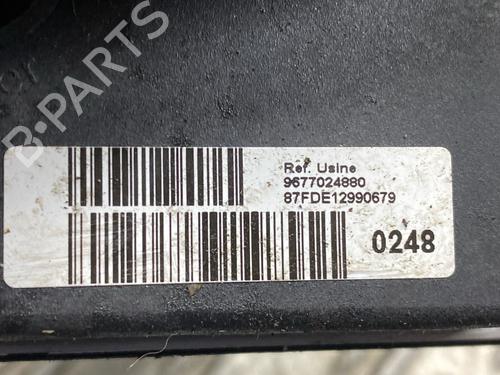 B-PARTS
Ref. Usine
9677024880
87FDE12990679
0248